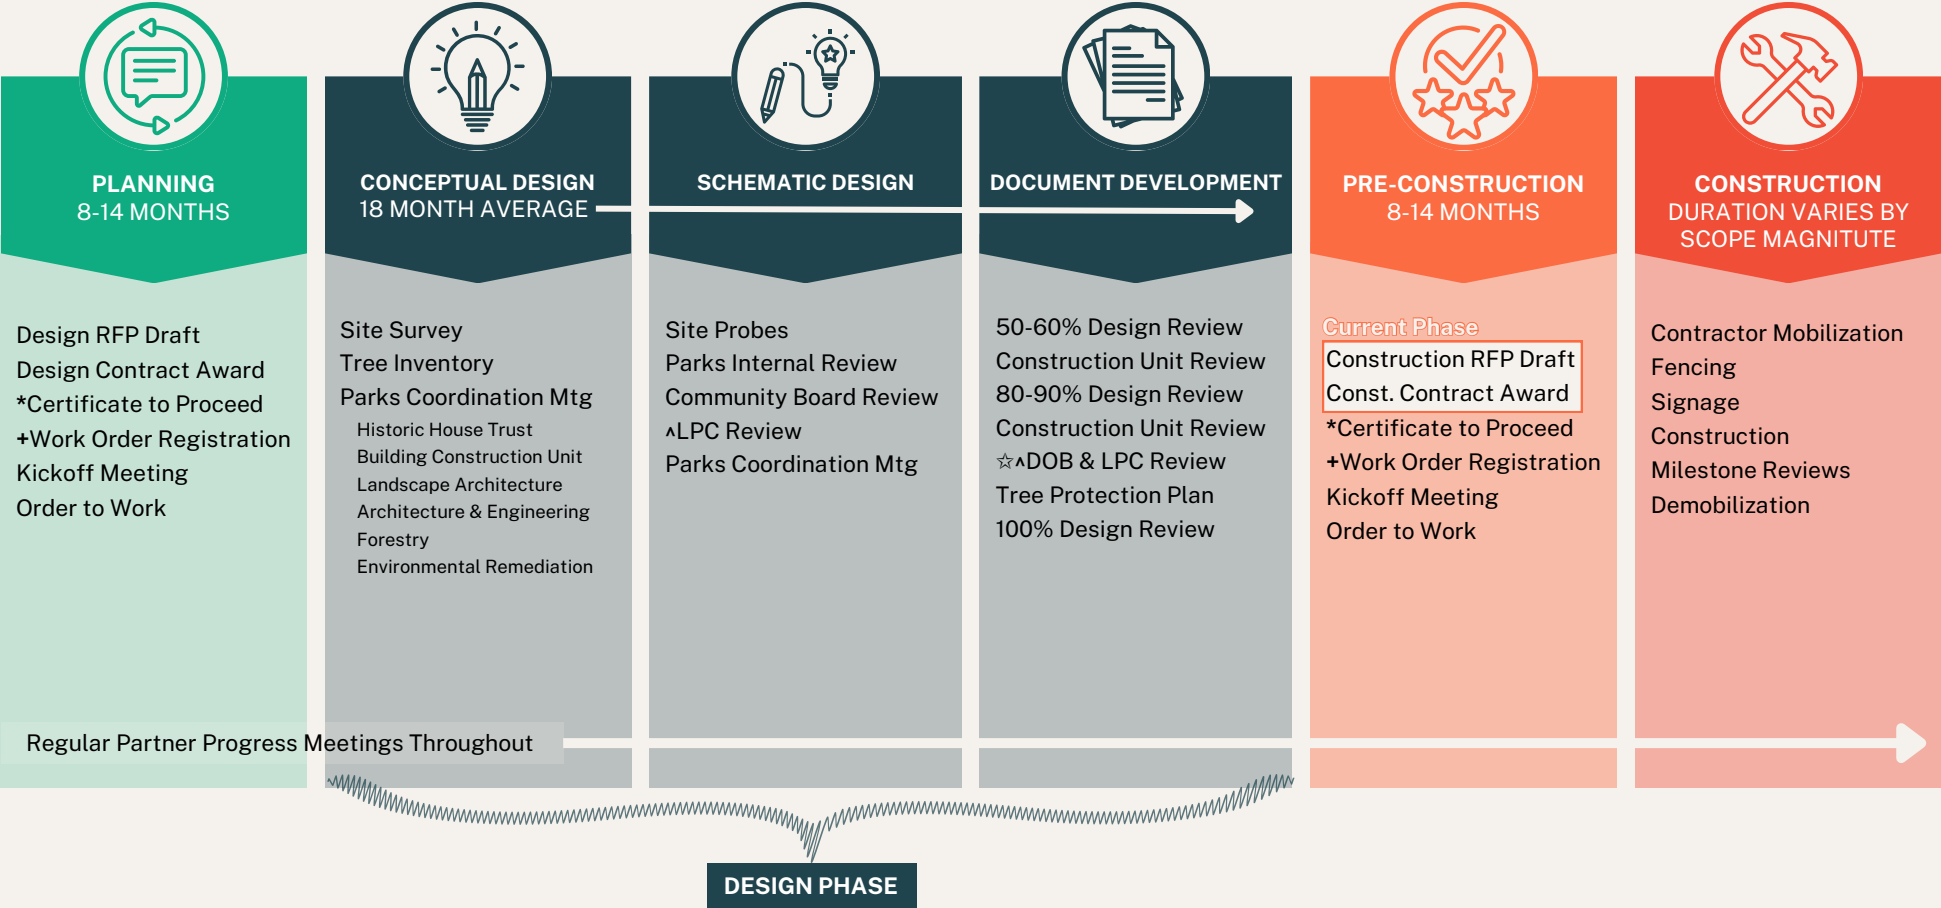 PLANNING
8-14 MONTHS
Design RFP Draft
Design Contract Award
*Certificate to Proceed
+Work Order Registration
Kickoff Meeting
Order to Work
CONCEPTUAL DESIGN
18 MONTH AVERAGE
Site Survey
Tree Inventory
Parks Coordination Mtg
Historic House Trust
Building Construction Unit
Landscape Architecture
Architecture & Engineering
Forestry
Environmental Remediation
SCHEMATIC DESIGN
Site Probes
Parks Internal Review
Community Board Review
^LPC Review
Parks Coordination Mtg
DOCUMENT DEVELOPMENT
50-60% Design Review
Construction Unit Review
80-90% Design Review
Construction Unit Review
☆^DOB & LPC Review
Tree Protection Plan
100% Design Review
PRE-CONSTRUCTION
8-14 MONTHS
Current Phase
Construction RFP Draft
Const. Contract Award
*Certificate to Proceed
+Work Order Registration
Kickoff Meeting
Order to Work
CONSTRUCTION
DURATION VARIES BY
SCOPE MAGNITUTE
Contractor Mobilization
Fencing
Signage
Construction
Milestone Reviews
Demobilization
Regular Partner Progress Meetings Throughout
DESIGN PHASE